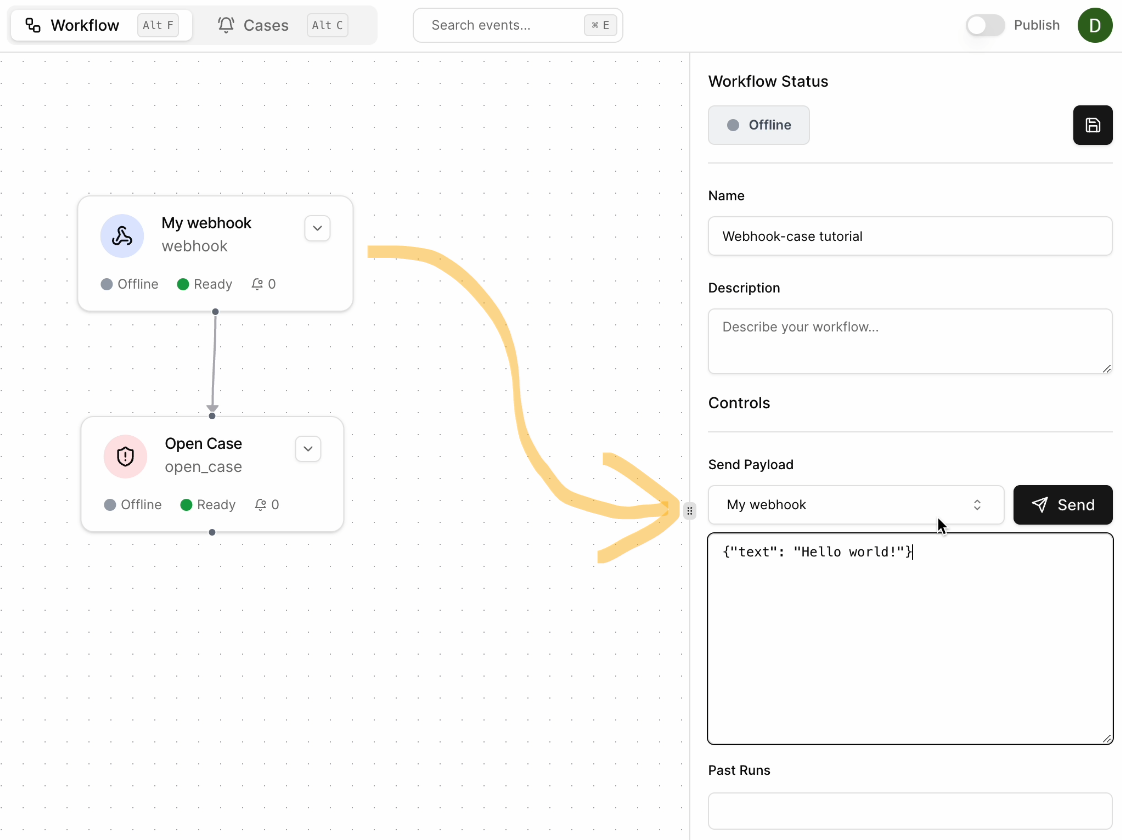 Workflow Alt F Cases Alt C Search events... ⌘ E Publish D
Workflow Status
Offline
Name
Webhook-case tutorial
Description
Describe your workflow...
Controls
Send Payload
My webhook Send
{"text": "Hello world!"}
Past Runs
My webhook
webhook
Offline Ready 0
Open Case
open_case
Offline Ready 0